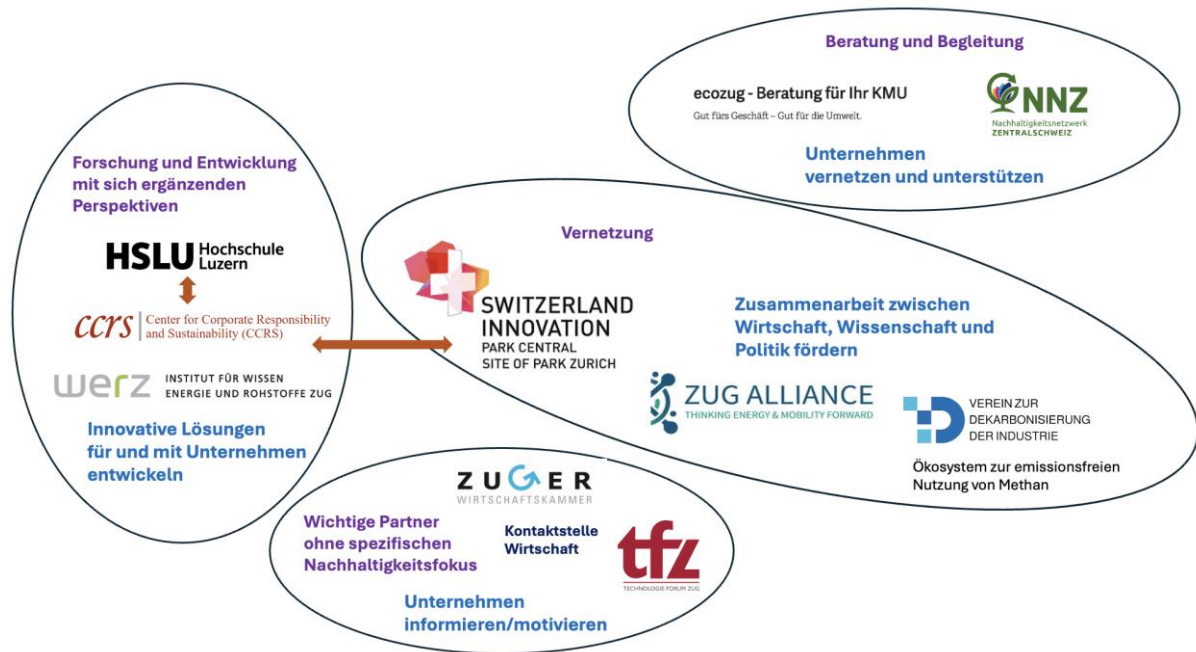 Beratung und Begleitung
ecozug - Beratung für Ihr KMU
Gut fürs Geschäft – Gut für die Umwelt.
NNZ
Nachhaltigkeitsnetzwerk
ZENTRALSCHWEIZ
Unternehmen
vernetzen und unterstützen
Forschung und Entwicklung
mit sich ergänzenden
Perspektiven
HSLU Hochschule
Luzern
ccrs Center for Corporate Responsibility
and Sustainability (CCRS)
werz INSTITUT FÜR WISSEN
ENERGIE UND ROHSTOFFE ZUG
Innovative Lösungen
für und mit Unternehmen
entwickeln
Vernetzung
SWITZERLAND
INNOVATION
PARK CENTRAL
SITE OF PARK ZURICH
Zusammenarbeit zwischen
Wirtschaft, Wissenschaft und
Politik fördern
ZUG ALLIANCE
THINKING ENERGY & MOBILITY FORWARD
VEREIN ZUR
DEKARBONISIERUNG
DER INDUSTRIE
Ökosystem zur emissionsfreien
Nutzung von Methan
ZUGER
WIRTSCHAFTSKAMMER
Wichtige Partner
ohne spezifischen
Nachhaltigkeitsfokus
Kontaktstelle
Wirtschaft
tfz
TECHNOLOGIE FORUM ZUG
Unternehmen
informieren/motivieren